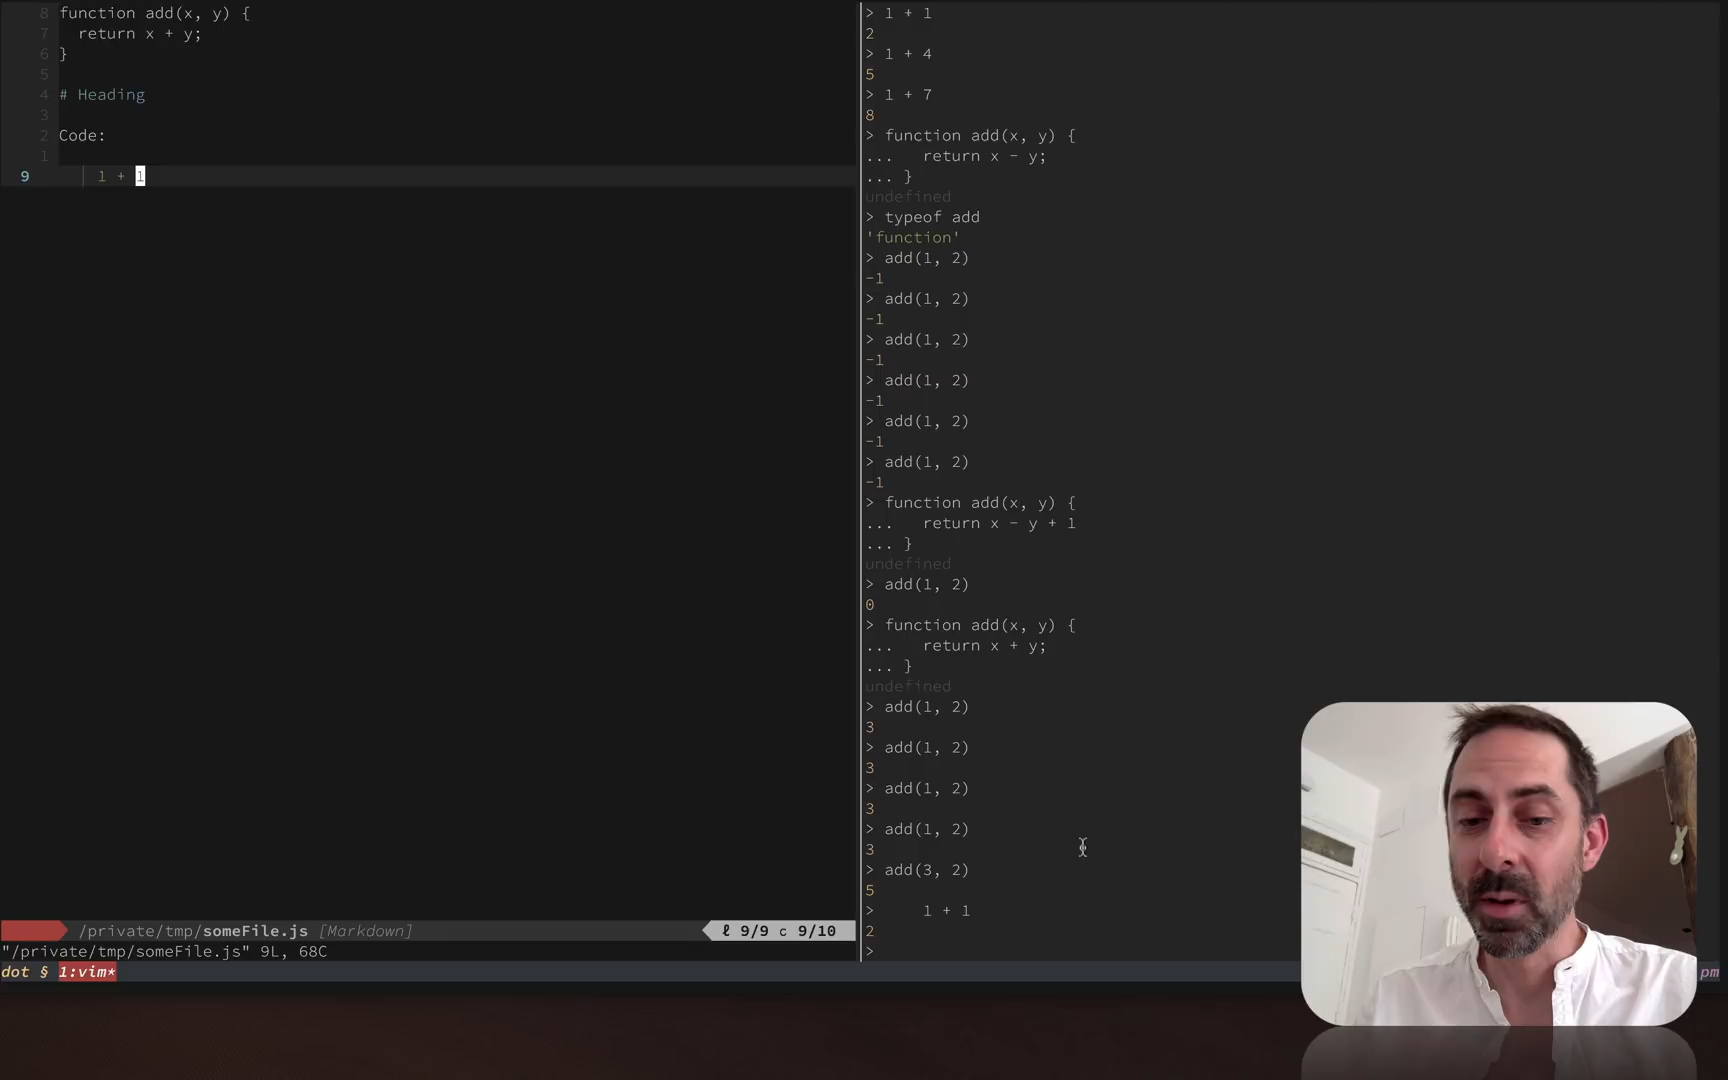 8 function add(x, y) {
7   return x + y;
6 }
5
4 # Heading
3
2 Code:
1
9     1 + 1
/private/tmp/someFile.js [Markdown] ℓ 9/9 c 9/10
"/private/tmp/someFile.js" 9L, 68C
dot § 1:vim*
> 1 + 1
2
> 1 + 4
5
> 1 + 7
8
> function add(x, y) {
...   return x - y;
... }
undefined
> typeof add
'function'
> add(1, 2)
-1
> add(1, 2)
-1
> add(1, 2)
-1
> add(1, 2)
-1
> add(1, 2)
-1
> add(1, 2)
-1
> function add(x, y) {
...   return x - y + 1
... }
undefined
> add(1, 2)
0
> function add(x, y) {
...   return x + y;
... }
undefined
> add(1, 2)
3
> add(1, 2)
3
> add(1, 2)
3
> add(1, 2)
3
> add(3, 2)
5
>     1 + 1
2
>
pm